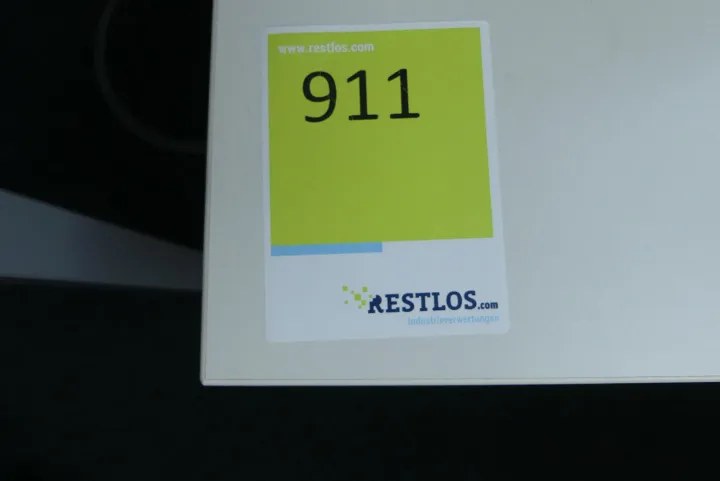 www.restlos.com
911
RESTLOS.com
Industrieverwertungen